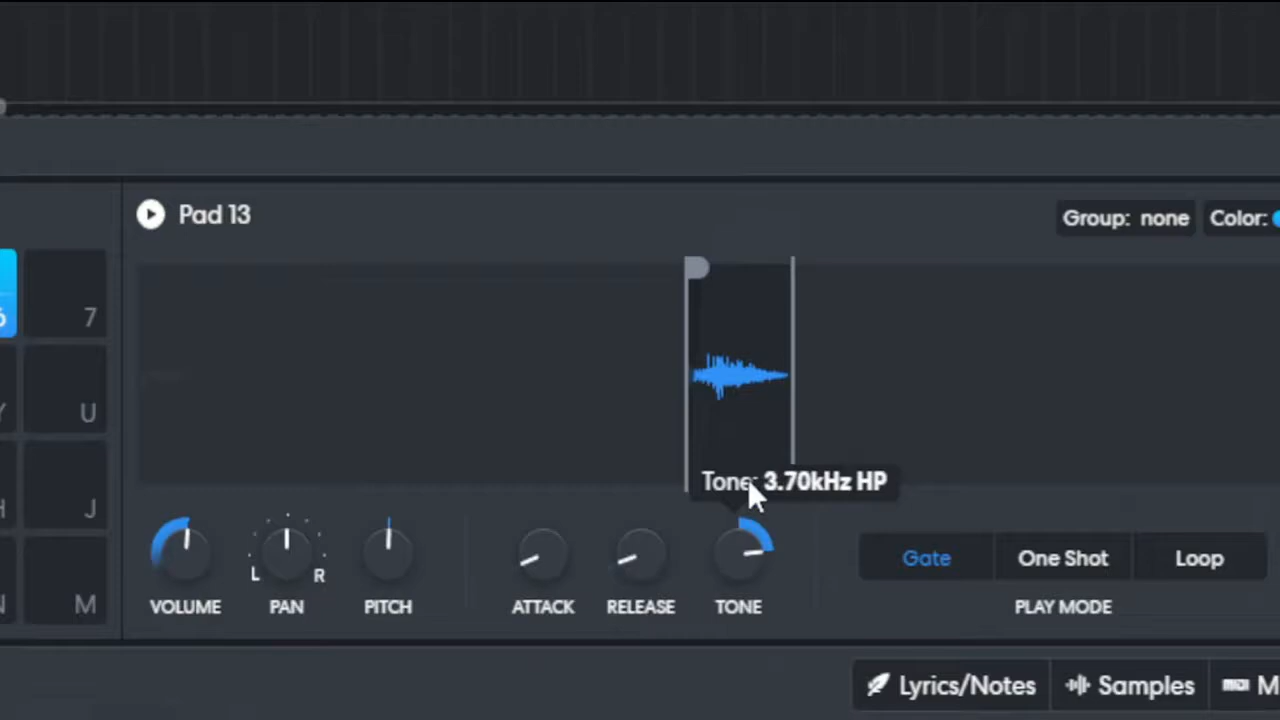 Pad 13
Group: none
Color:
6
7
Y
U
H
J
N
M
Tone: 3.70kHz HP
L
R
VOLUME
PAN
PITCH
ATTACK
RELEASE
TONE
Gate
One Shot
Loop
PLAY MODE
Lyrics/Notes
Samples
M